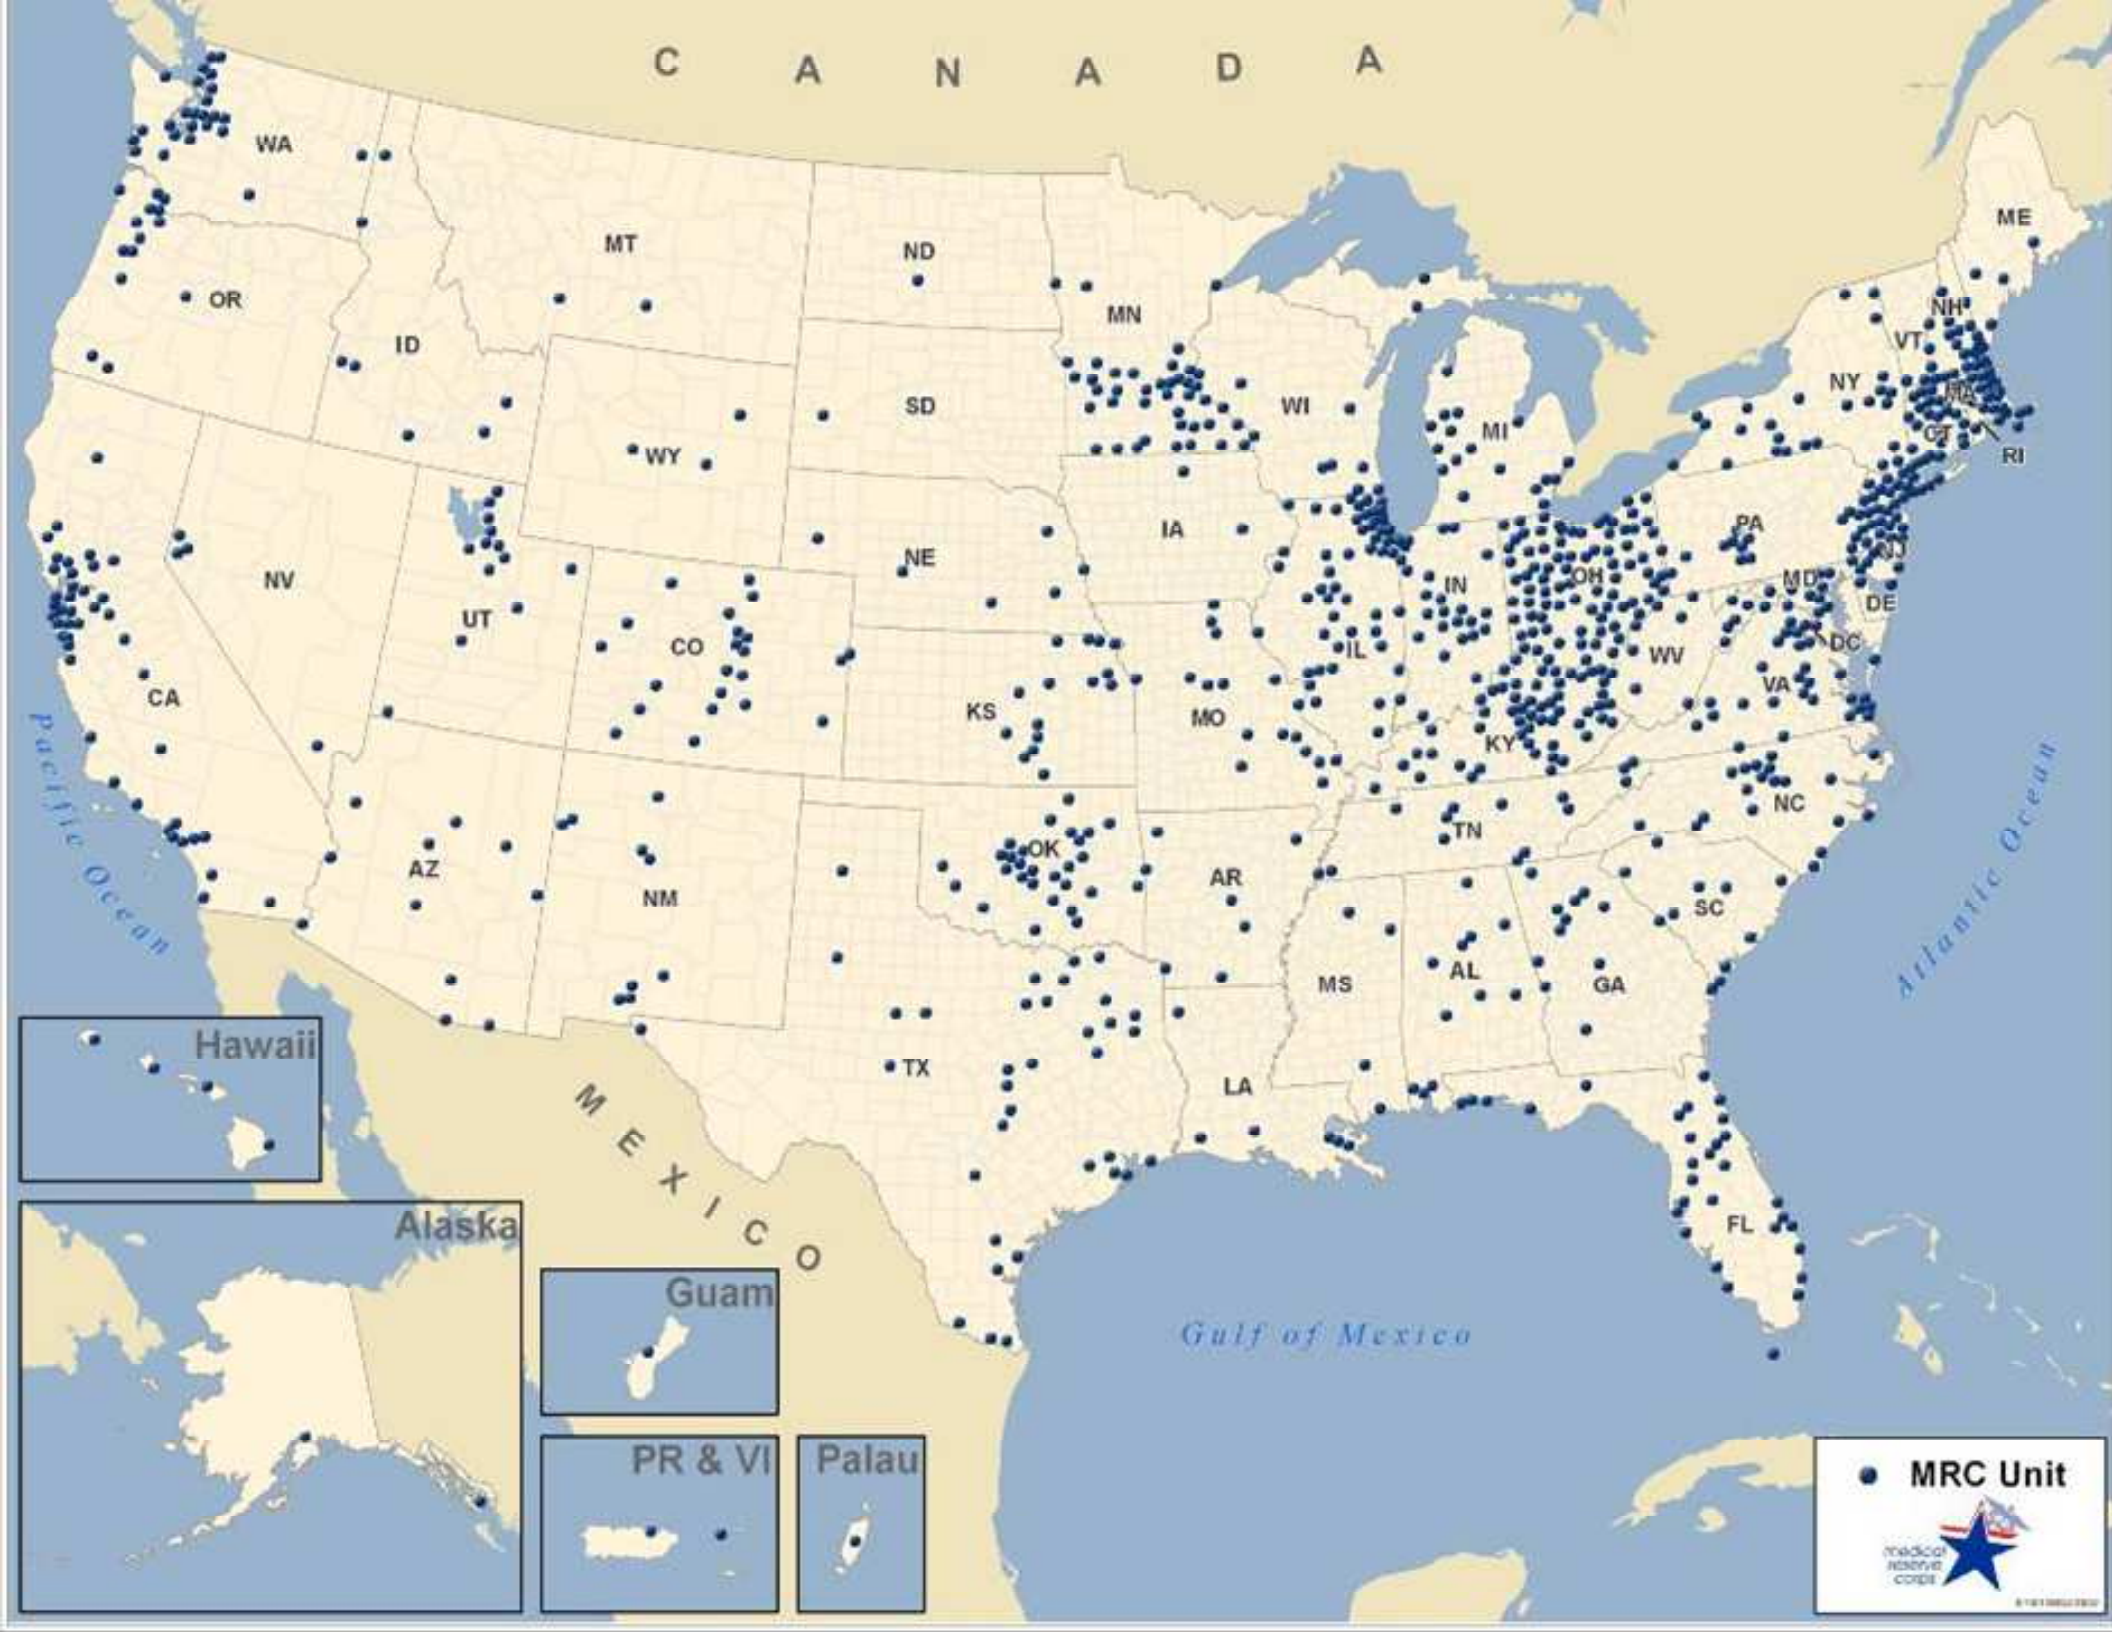 C A N A D A
WA
MT
ND
MN
ME
OR
ID
SD
WI
MI
NY
VT
NH
MA
CT
RI
WY
NE
IA
PA
NJ
NV
UT
CO
IL
IN
OH
MD
DE
DC
WV
VA
CA
KS
MO
KY
NC
AZ
NM
OK
AR
TN
SC
TX
LA
MS
AL
GA
FL
Pacific Ocean
Atlantic Ocean
Gulf of Mexico
MEXICO
Hawaii
Alaska
Guam
PR & VI
Palau
MRC Unit
medical
reserve
corps